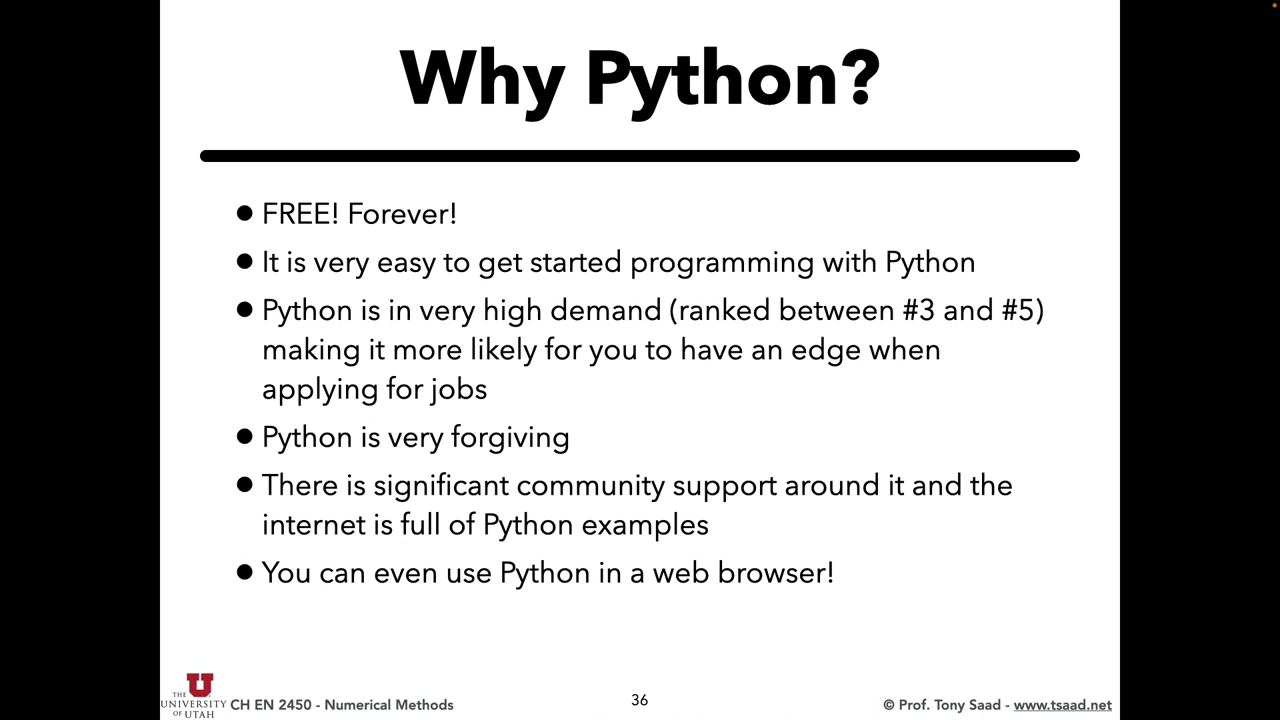 Why Python?
● FREE! Forever!
● It is very easy to get started programming with Python
● Python is in very high demand (ranked between #3 and #5)
making it more likely for you to have an edge when
applying for jobs
● Python is very forgiving
● There is significant community support around it and the
internet is full of Python examples
● You can even use Python in a web browser!
U
THE
UNIVERSITY
OF UTAH
CH EN 2450 - Numerical Methods
36
© Prof. Tony Saad - www.tsaad.net